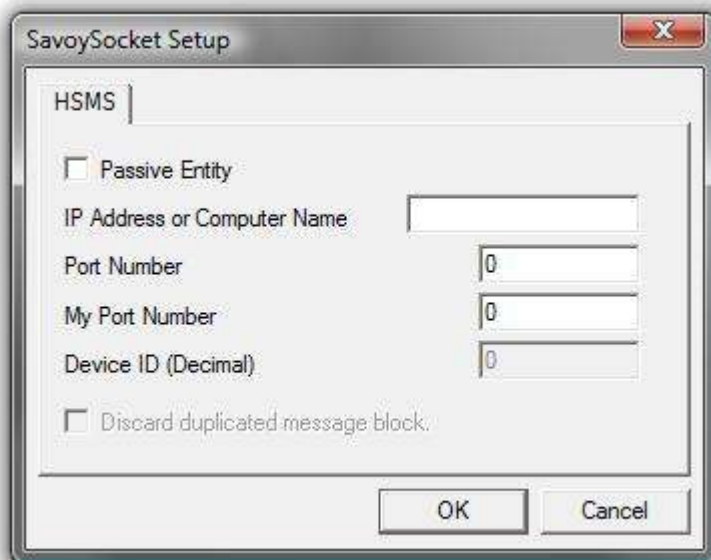 SavoySocket Setup
HSMS
Passive Entity
IP Address or Computer Name
Port Number 0
My Port Number 0
Device ID (Decimal) 0
Discard duplicated message block.
OK Cancel